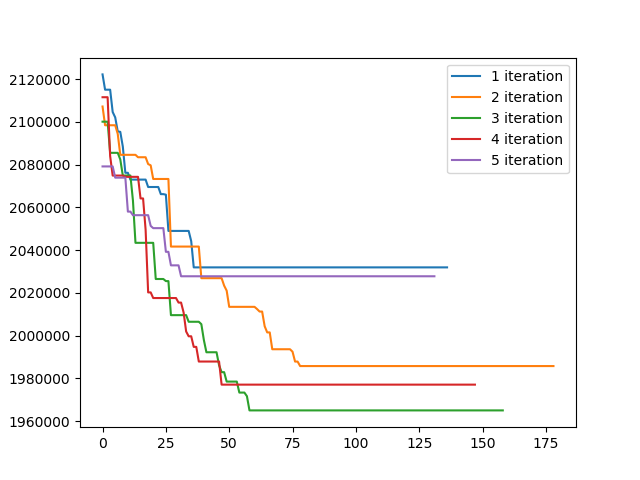 2120000
2100000
2080000
2060000
2040000
2020000
2000000
1980000
1960000
0 25 50 75 100 125 150 175
1 iteration
2 iteration
3 iteration
4 iteration
5 iteration